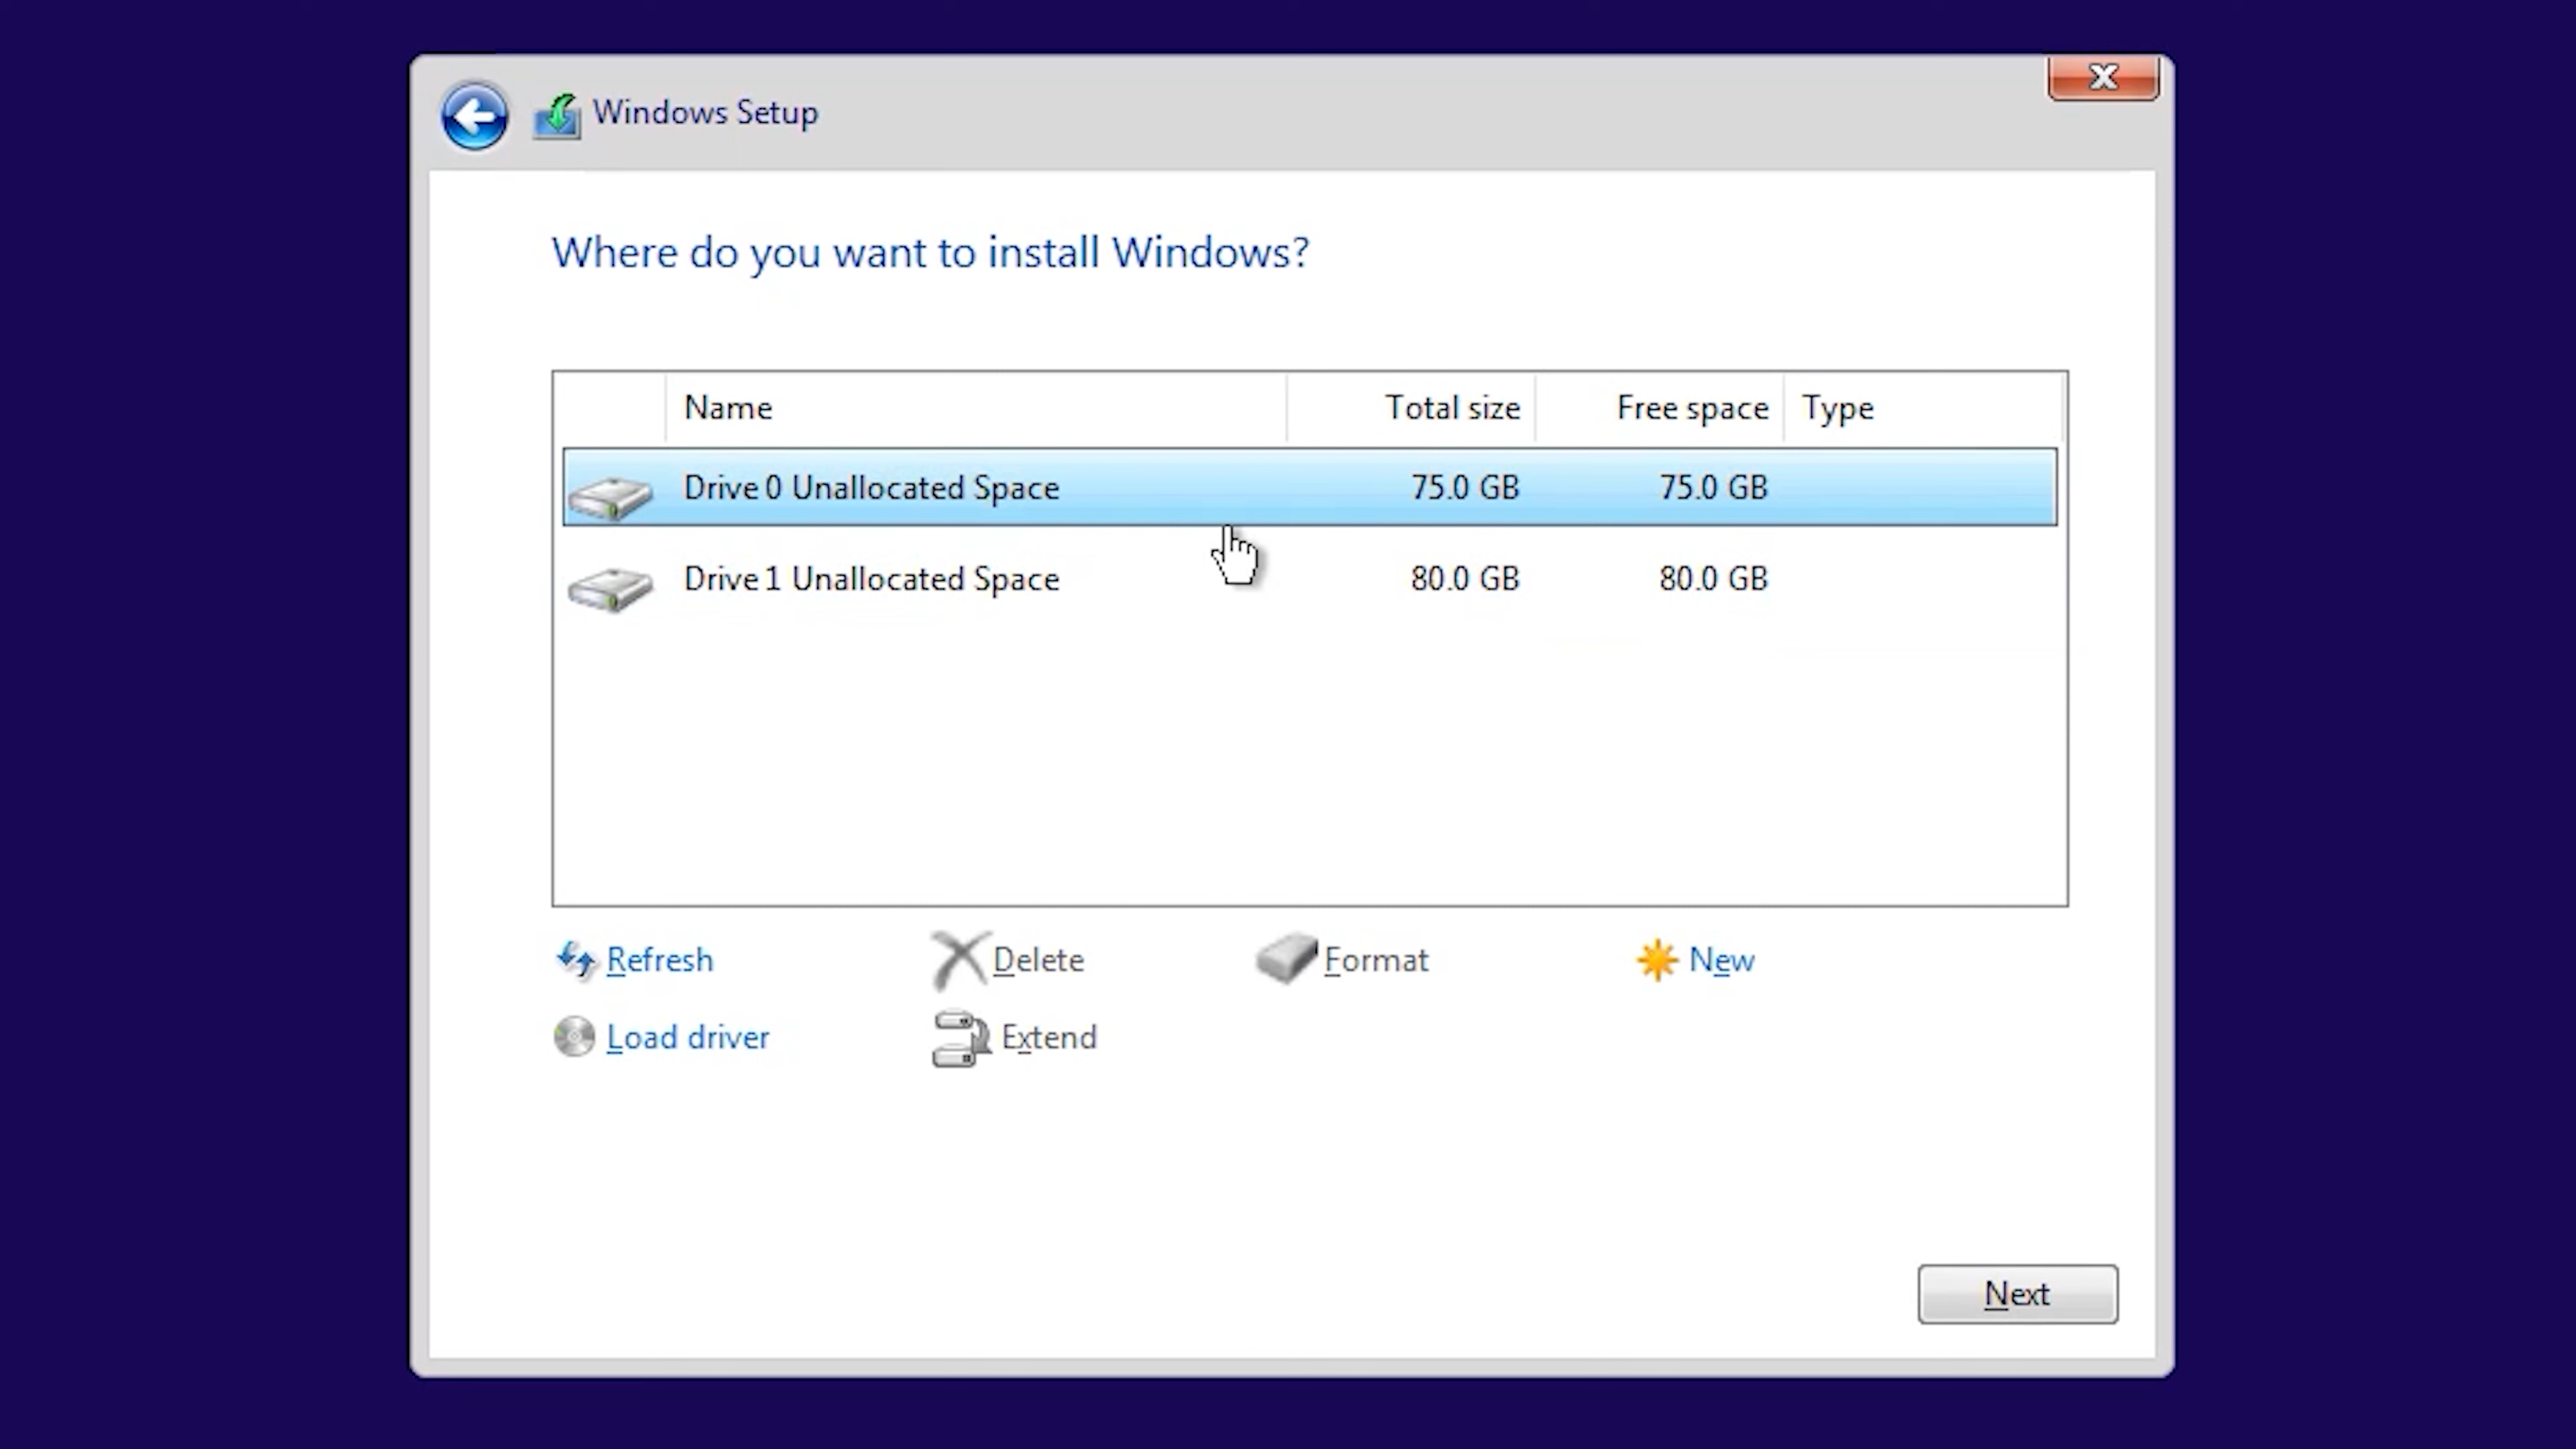 Windows Setup
Where do you want to install Windows?
Name Total size Free space Type
Drive 0 Unallocated Space 75.0 GB 75.0 GB
Drive 1 Unallocated Space 80.0 GB 80.0 GB
Refresh Delete Format New
Load driver Extend
Next